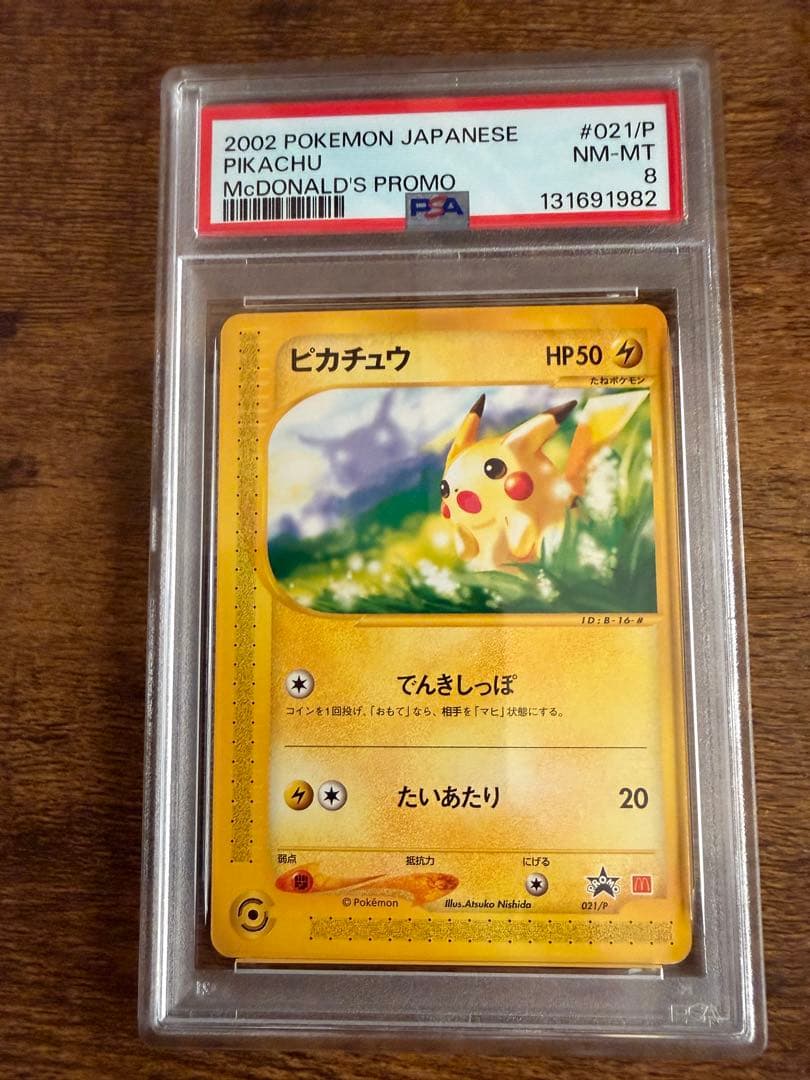 2002 POKEMON JAPANESE #021/P
PIKACHU NM-MT
McDONALD'S PROMO 8
PSA 131691982
ピカチュウ HP50
たねポケモン
ID:B-16-#
でんきしっぽ
コインを1回投げ、「おもて」なら、相手を「マヒ」状態にする。
たいあたり 20
弱点 抵抗力 にげる
©Pokémon Illus.Atsuko Nishida 021/P
PROMO
PSA